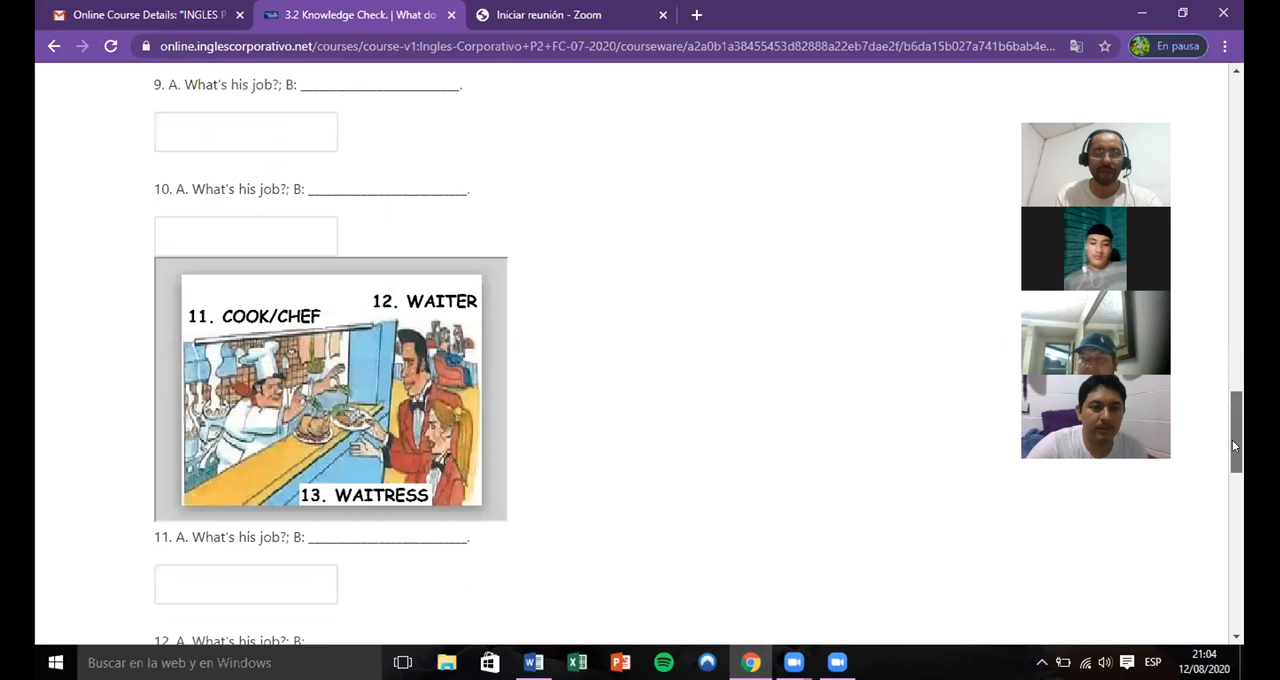 Online Course Details: "INGLES P
3.2 Knowledge Check. | What do
Iniciar reunión - Zoom
online.inglescorporativo.net/courses/course-v1:Ingles-Corporativo+P2+FC-07-2020/courseware/a2a0b1a38455453d82888a22eb7dae2f/b6da15b027a741b6bab4e...
En pausa
9. A. What's his job?; B: ________________________.
10. A. What's his job?; B: ________________________.
12. WAITER
11. COOK/CHEF
13. WAITRESS
11. A. What's his job?; B: ________________________.
12. A. What's his job?; B:
Buscar en la web y en Windows
ESP
21:04
12/08/2020